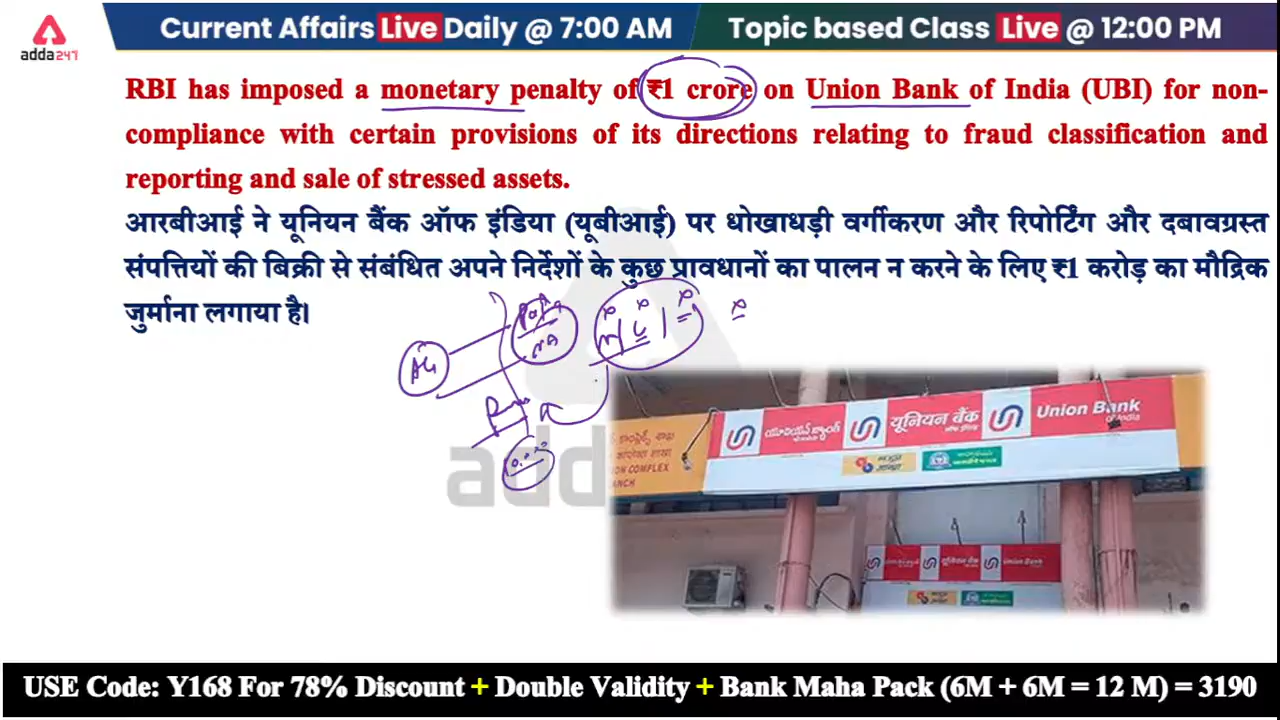 adda247
Current Affairs Live Daily @ 7:00 AM
Topic based Class Live @ 12:00 PM
RBI has imposed a monetary penalty of ₹1 crore on Union Bank of India (UBI) for non-
compliance with certain provisions of its directions relating to fraud classification and
reporting and sale of stressed assets.
आरबीआई ने यूनियन बैंक ऑफ इंडिया (यूबीआई) पर धोखाधड़ी वर्गीकरण और रिपोर्टिंग और दबावग्रस्त
संपत्तियों की बिक्री से संबंधित अपने निर्देशों के कुछ प्रावधानों का पालन न करने के लिए ₹1 करोड़ का मौद्रिक
जुर्माना लगाया है।
यूनियन बैंक
Union Bank
of India
COMPLEX
यूनियन बैंक
Union Bank
USE Code: Y168 For 78% Discount + Double Validity + Bank Maha Pack (6M + 6M = 12 M) = 3190